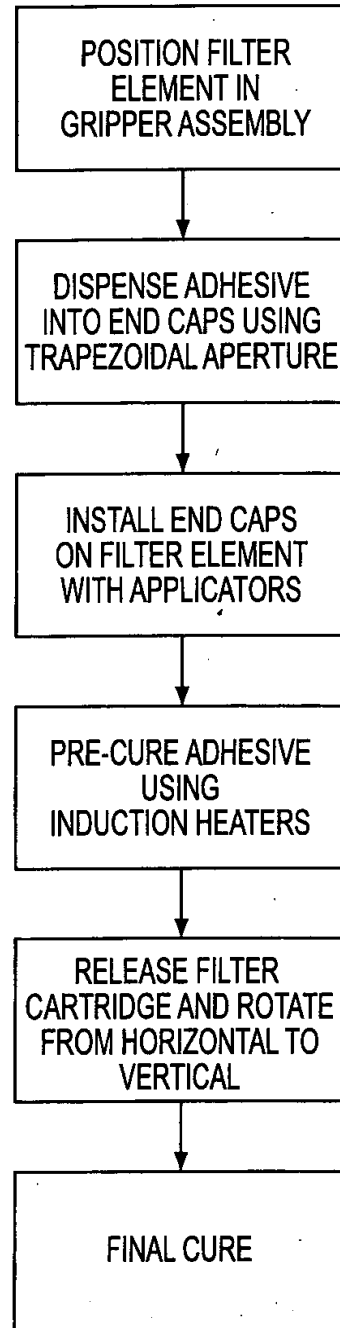 POSITION FILTER
ELEMENT IN
GRIPPER ASSEMBLY
DISPENSE ADHESIVE
INTO END CAPS USING
TRAPEZOIDAL APERTURE
INSTALL END CAPS
ON FILTER ELEMENT
WITH APPLICATORS
PRE-CURE ADHESIVE
USING
INDUCTION HEATERS
RELEASE FILTER
CARTRIDGE AND ROTATE
FROM HORIZONTAL TO
VERTICAL
FINAL CURE